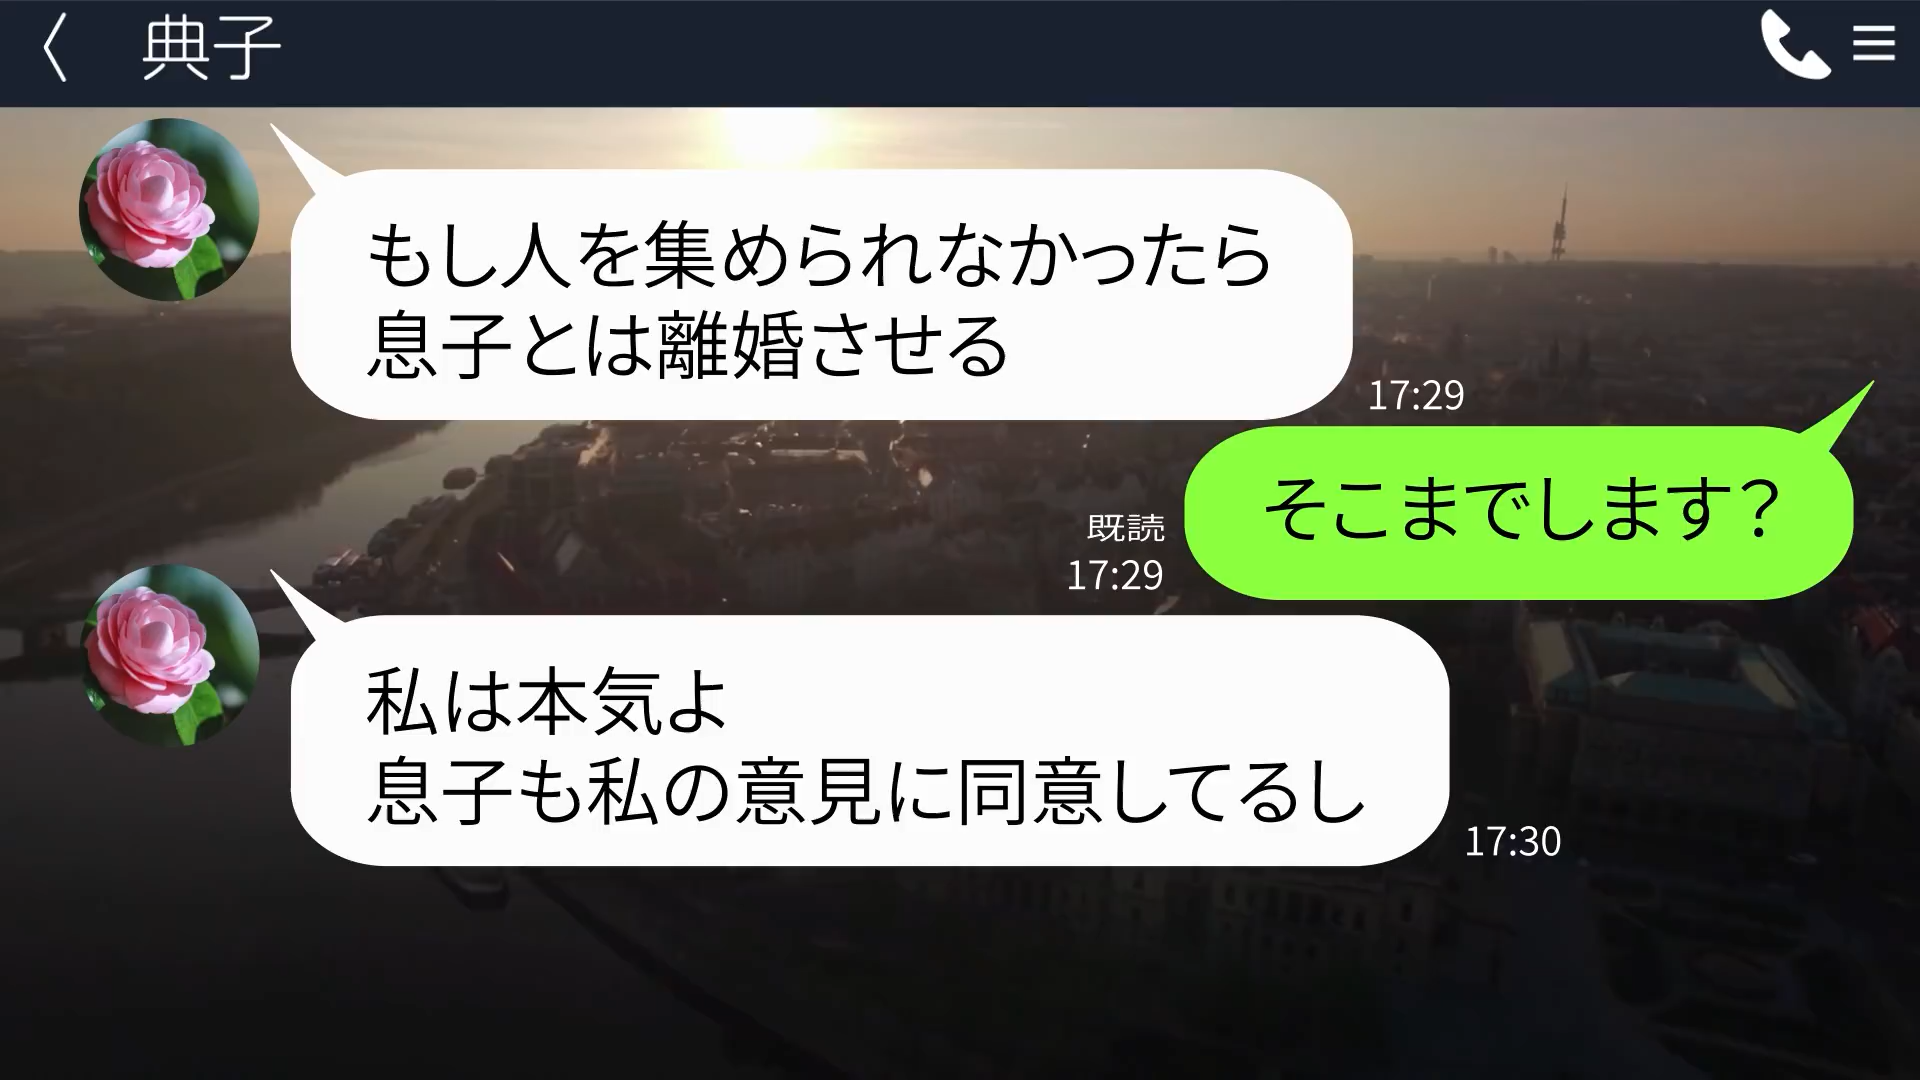 典子
もし人を集められなかったら
息子とは離婚させる
17:29
そこまでします？
既読
17:29
私は本気よ
息子も私の意見に同意してるし
17:30